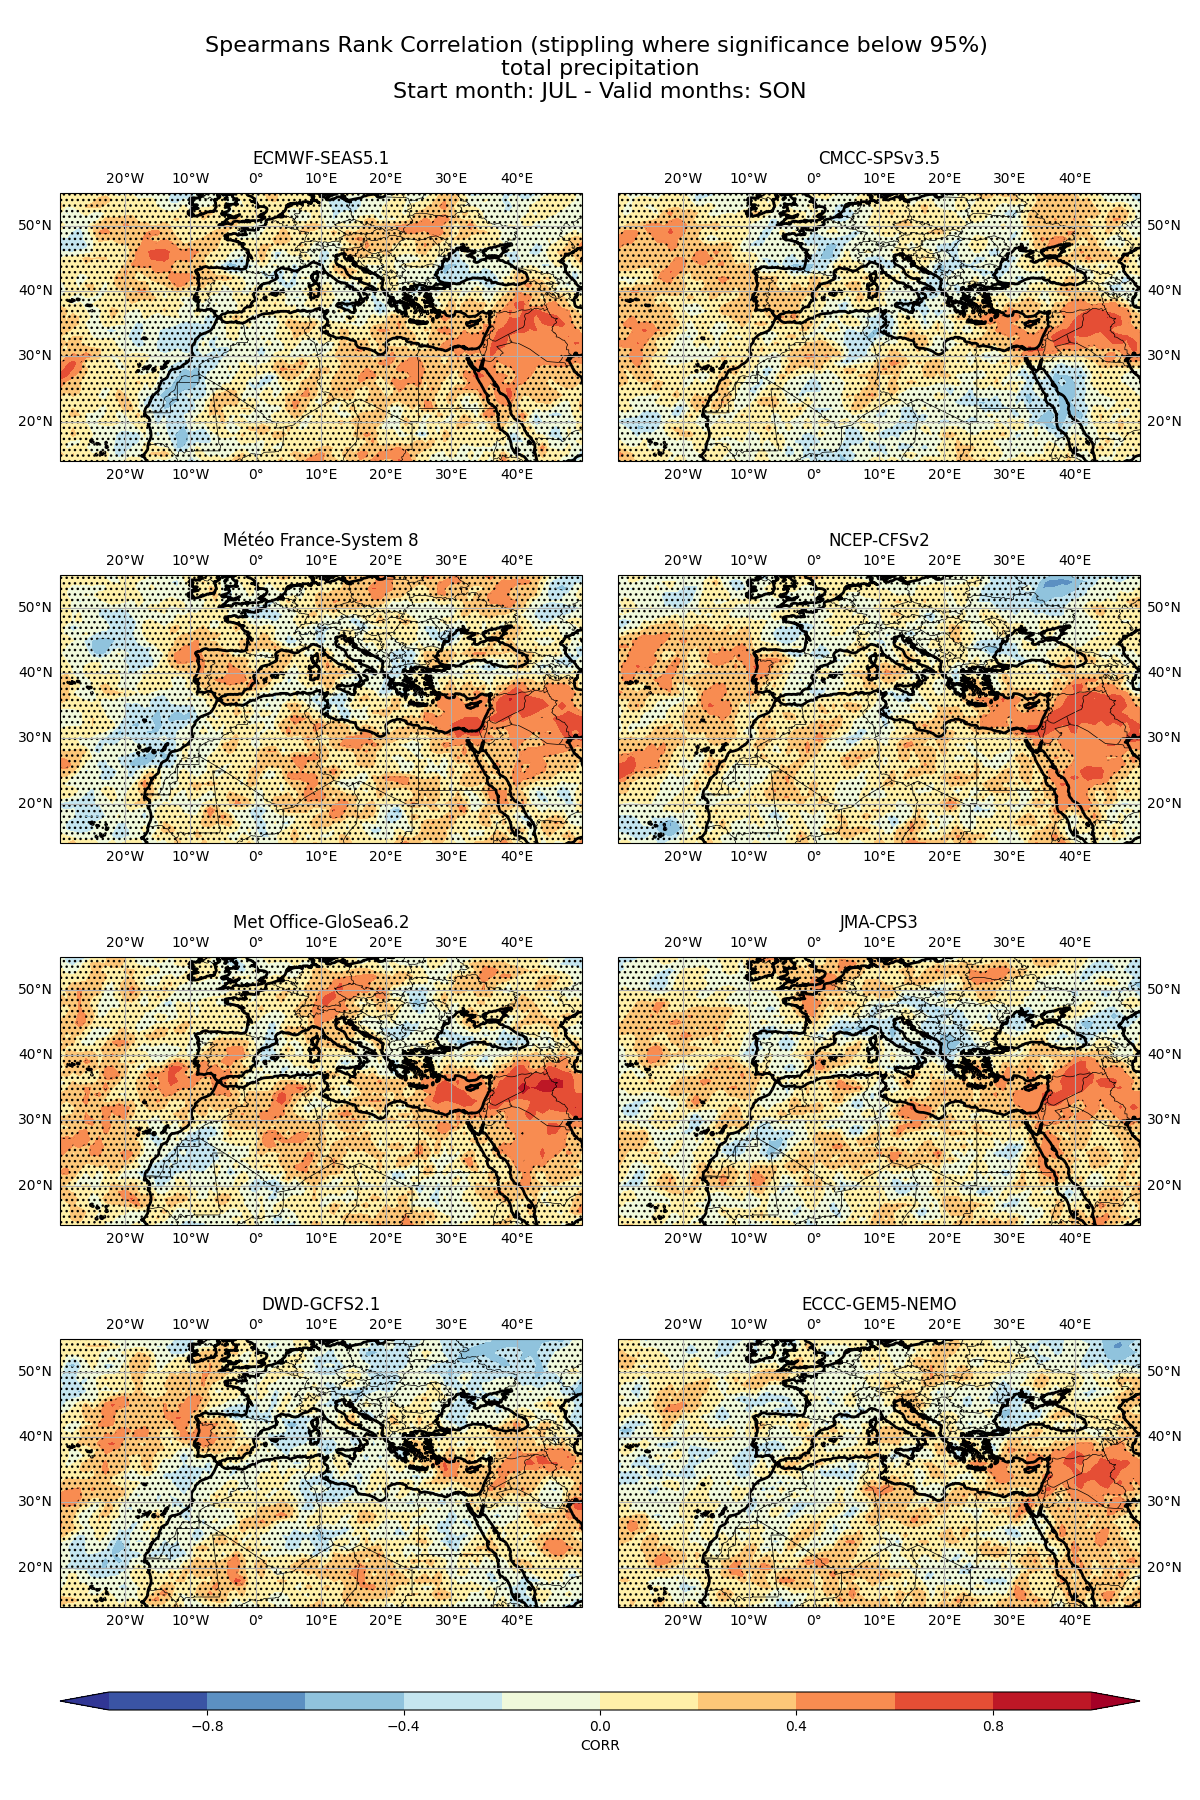 Spearmans Rank Correlation (stippling where significance below 95%)
total precipitation
Start month: JUL - Valid months: SON
ECMWF-SEAS5.1
20°W 10°W 0° 10°E 20°E 30°E 40°E
50°N
40°N
30°N
20°N
20°W 10°W 0° 10°E 20°E 30°E 40°E
CMCC-SPSv3.5
20°W 10°W 0° 10°E 20°E 30°E 40°E
50°N
40°N
30°N
20°N
20°W 10°W 0° 10°E 20°E 30°E 40°E
Météo France-System 8
20°W 10°W 0° 10°E 20°E 30°E 40°E
50°N
40°N
30°N
20°N
20°W 10°W 0° 10°E 20°E 30°E 40°E
NCEP-CFSv2
20°W 10°W 0° 10°E 20°E 30°E 40°E
50°N
40°N
30°N
20°N
20°W 10°W 0° 10°E 20°E 30°E 40°E
Met Office-GloSea6.2
20°W 10°W 0° 10°E 20°E 30°E 40°E
50°N
40°N
30°N
20°N
20°W 10°W 0° 10°E 20°E 30°E 40°E
JMA-CPS3
20°W 10°W 0° 10°E 20°E 30°E 40°E
50°N
40°N
30°N
20°N
20°W 10°W 0° 10°E 20°E 30°E 40°E
DWD-GCFS2.1
20°W 10°W 0° 10°E 20°E 30°E 40°E
50°N
40°N
30°N
20°N
20°W 10°W 0° 10°E 20°E 30°E 40°E
ECCC-GEM5-NEMO
20°W 10°W 0° 10°E 20°E 30°E 40°E
50°N
40°N
30°N
20°N
20°W 10°W 0° 10°E 20°E 30°E 40°E
−0.8 −0.4 0.0 0.4 0.8
CORR